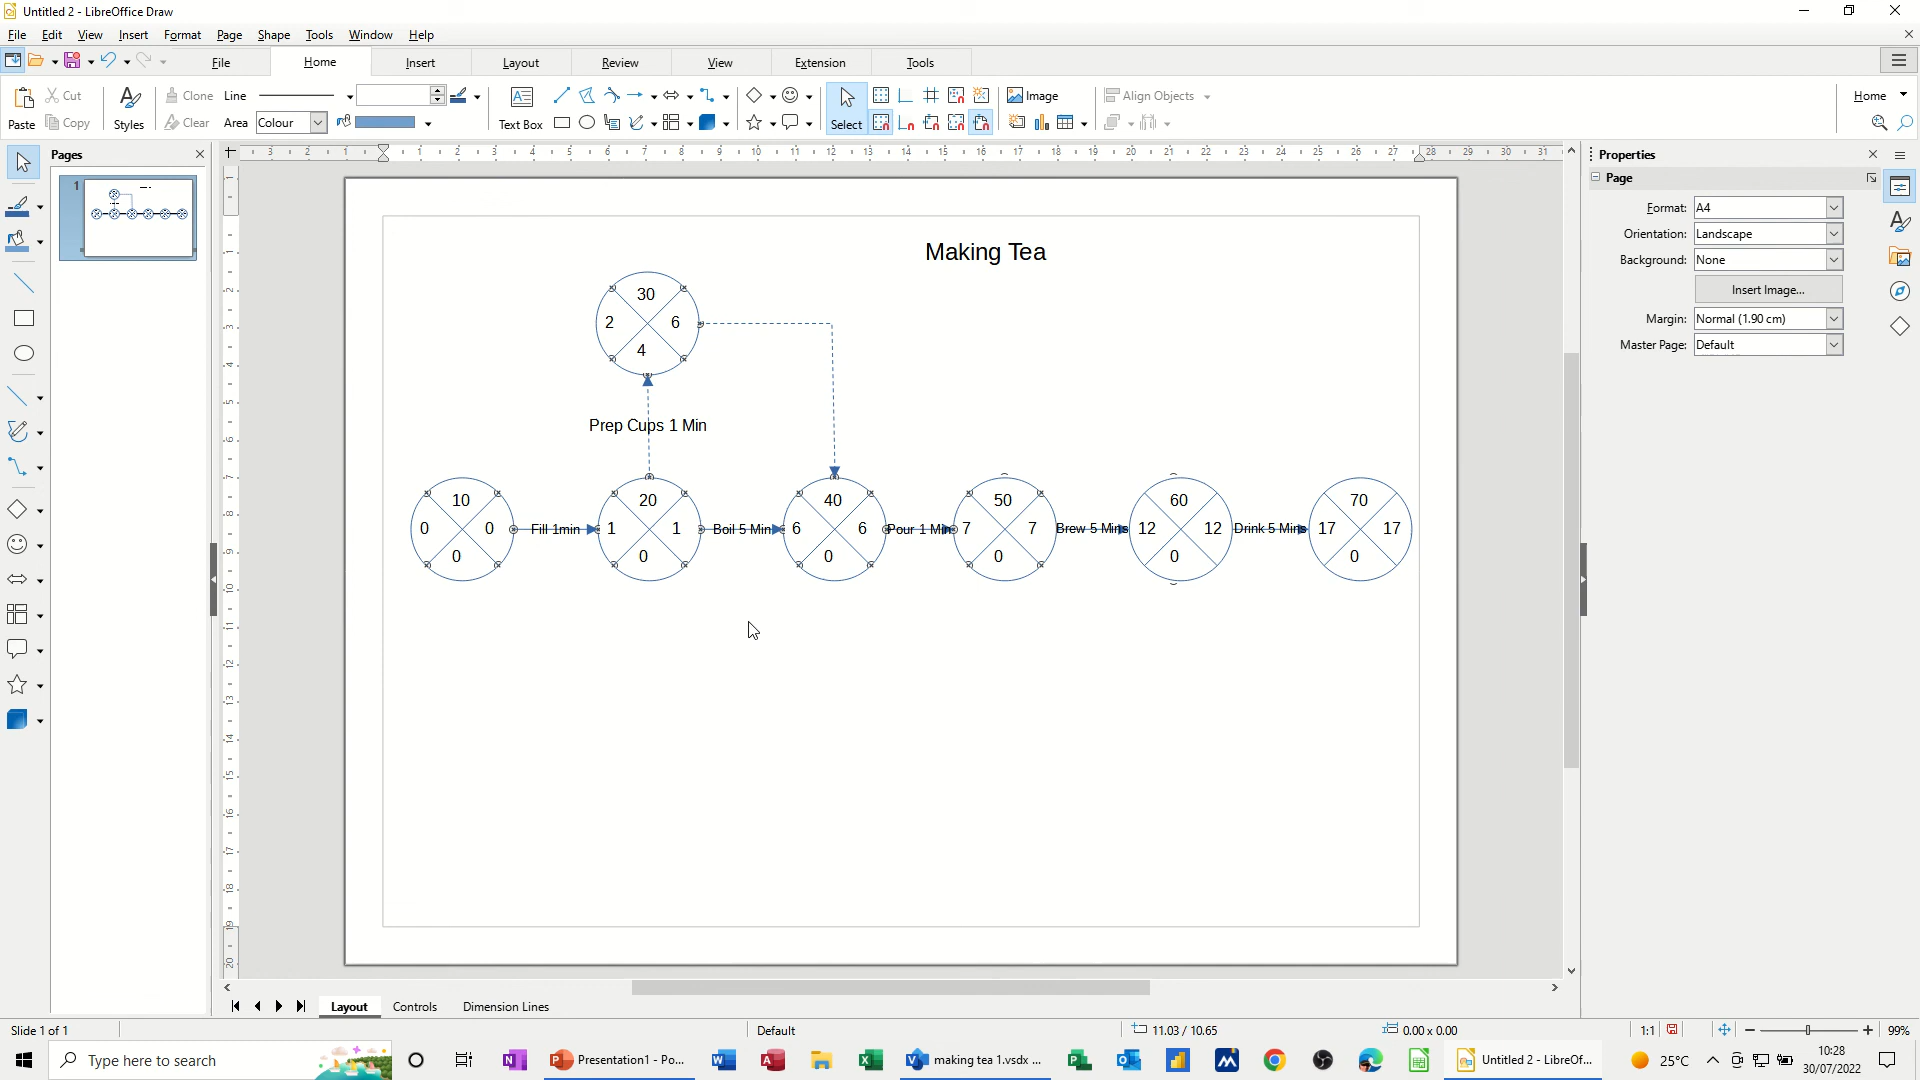 Untitled 2 - LibreOffice Draw
File Edit View Insert Format Page Shape Tools Window Help
File Home Insert Layout Review View Extension Tools
Cut Clone Line Image Align Objects Home
Paste Copy Styles Clear Area Colour Text Box Select
Pages
1
Properties
Page
Format: A4
Orientation: Landscape
Background: None
Insert Image...
Margin: Normal (1.90 cm)
Master Page: Default
Making Tea
30
2 6
4
Prep Cups 1 Min
10 20 40 50 60 70
0 0 Fill 1min 1 1 Boil 5 Min 6 6 Pour 1 Min 7 7 Brew 5 Mins 12 12 Drink 5 Mins 17 17
0 0 0 0 0 0
Layout Controls Dimension Lines
Slide 1 of 1 Default 11.03 / 10.65 0.00 x 0.00 1:1 99%
Type here to search Presentation1 - Po... making tea 1.vsdx ... Untitled 2 - LibreOf... 25°C 10:28
30/07/2022